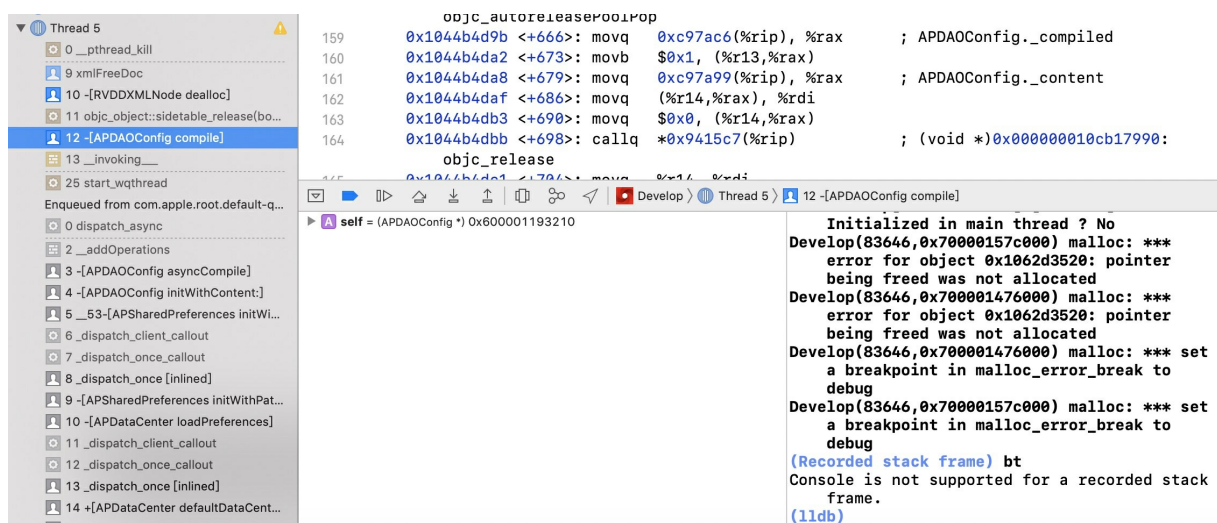 Thread 5
0 __pthread_kill
9 xmlFreeDoc
10 -[RVDDXMLNode dealloc]
11 objc_object::sidetable_release(bo...
12 -[APDAOConfig compile]
13 __invoking___
25 start_wqthread
Enqueued from com.apple.root.default-q...
0 dispatch_async
2 __addOperations
3 -[APDAOConfig asyncCompile]
4 -[APDAOConfig initWithContent:]
5 __53-[APSharedPreferences initWi...
6 _dispatch_client_callout
7 _dispatch_once_callout
8 _dispatch_once [inlined]
9 -[APSharedPreferences initWithPat...
10 -[APDataCenter loadPreferences]
11 _dispatch_client_callout
12 _dispatch_once_callout
13 _dispatch_once [inlined]
14 +[APDataCenter defaultDataCent...
objc_autoreleasePoolPop
159 0x1044b4d9b <+666>: movq 0xc97ac6(%rip), %rax ; APDAOConfig._compiled
160 0x1044b4da2 <+673>: movb $0x1, (%r13,%rax)
161 0x1044b4da8 <+679>: movq 0xc97a99(%rip), %rax ; APDAOConfig._content
162 0x1044b4daf <+686>: movq (%r14,%rax), %rdi
163 0x1044b4db3 <+690>: movq $0x0, (%r14,%rax)
164 0x1044b4dbb <+698>: callq *0x9415c7(%rip) ; (void *)0x000000010cb17990:
objc_release
Develop 〉 Thread 5 〉 12 -[APDAOConfig compile]
A self = (APDAOConfig *) 0x600001193210
Initialized in main thread ? No
Develop(83646,0x70000157c000) malloc: ***
error for object 0x1062d3520: pointer
being freed was not allocated
Develop(83646,0x700001476000) malloc: ***
error for object 0x1062d3520: pointer
being freed was not allocated
Develop(83646,0x700001476000) malloc: *** set
a breakpoint in malloc_error_break to
debug
Develop(83646,0x70000157c000) malloc: *** set
a breakpoint in malloc_error_break to
debug
(Recorded stack frame) bt
Console is not supported for a recorded stack
frame.
(lldb)